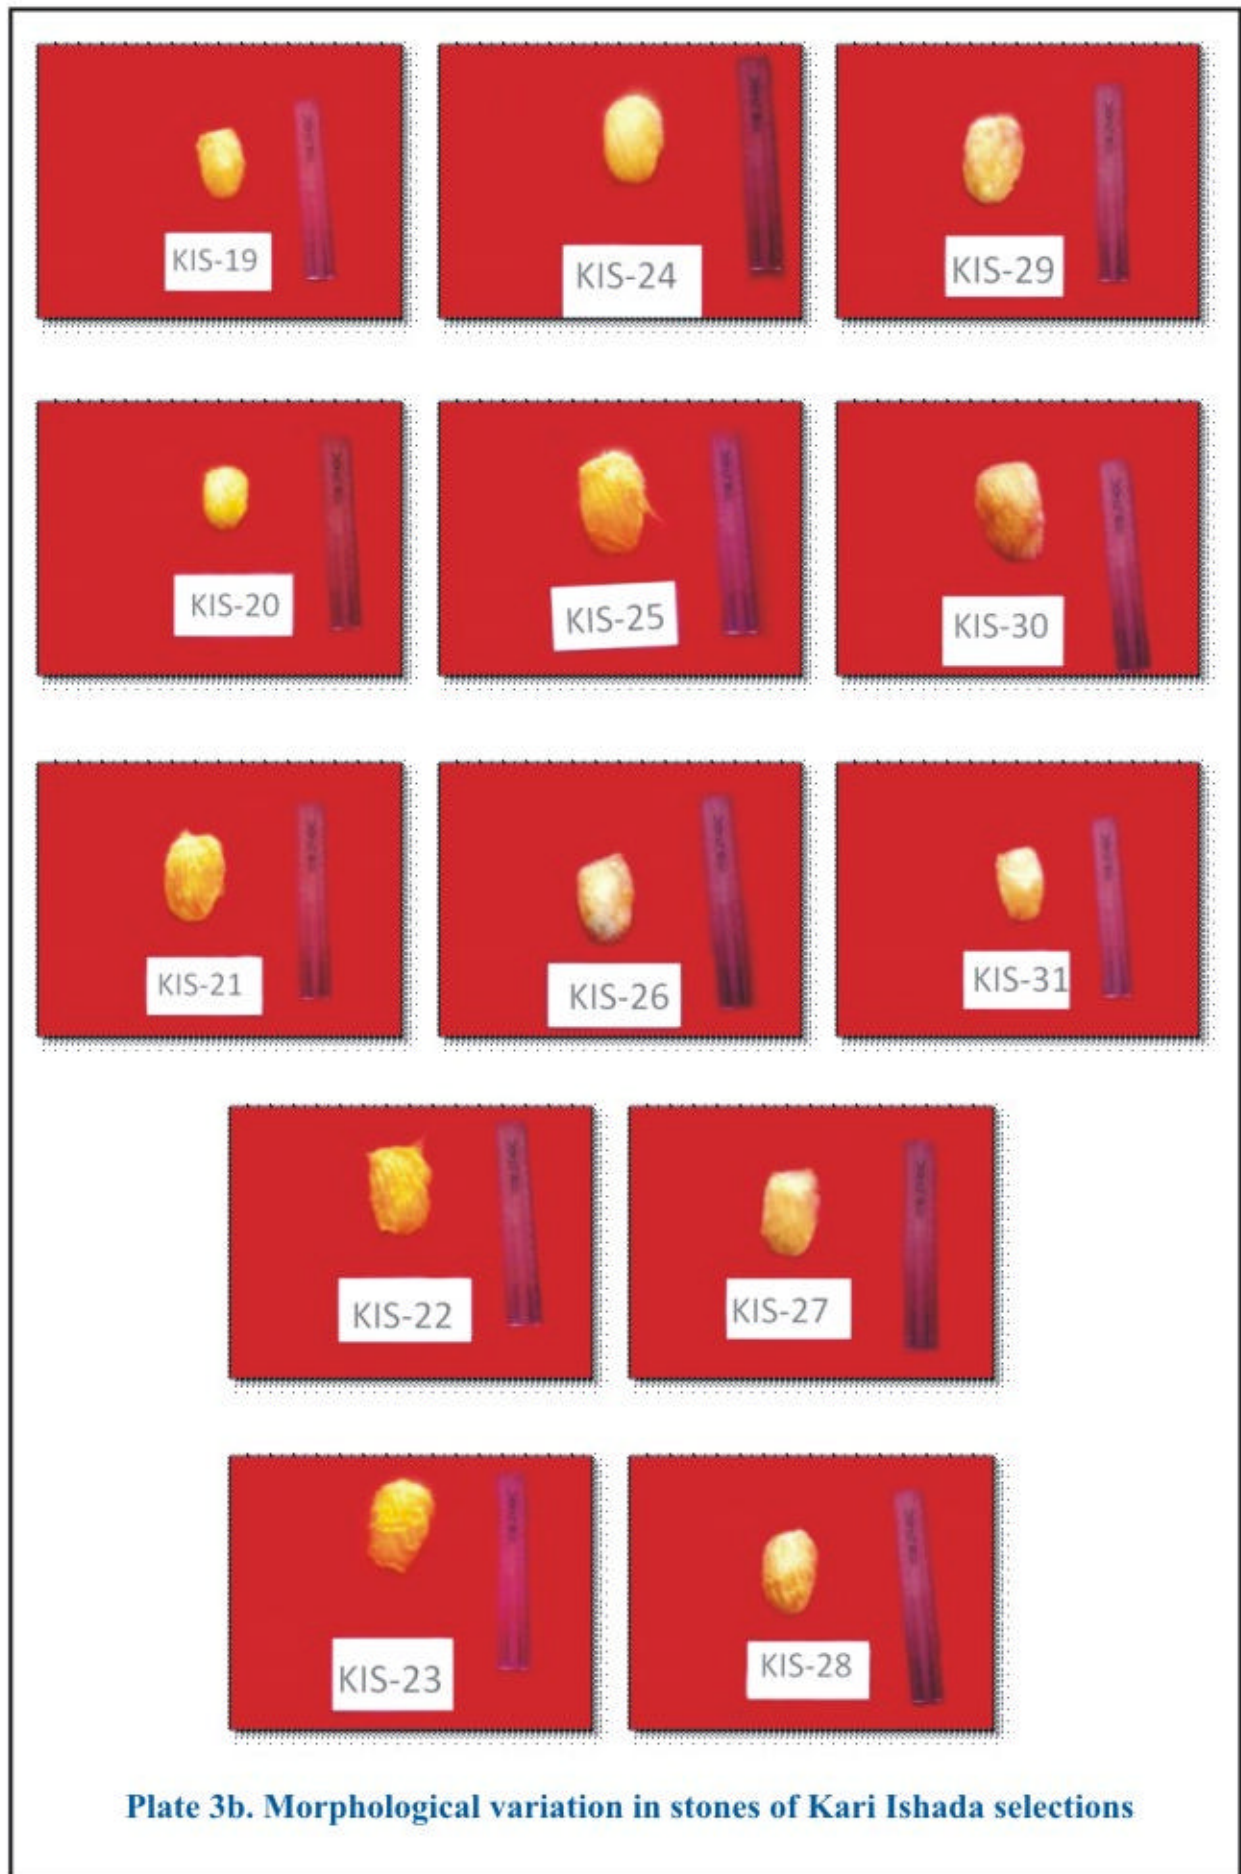 KIS-19
KIS-24
KIS-29
KIS-20
KIS-25
KIS-30
KIS-21
KIS-26
KIS-31
KIS-22
KIS-27
KIS-23
KIS-28
Plate 3b. Morphological variation in stones of Kari Ishada selections